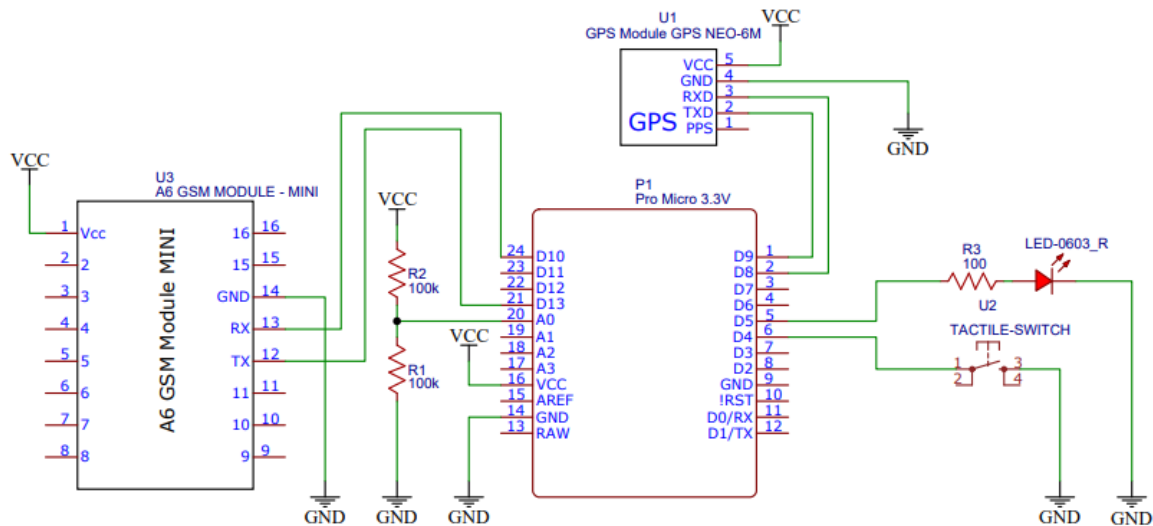 U1
GPS Module GPS NEO-6M
VCC
VCC 5
GND 4
RXD 3
TXD 2
PPS 1
GPS
GND
VCC
U3
A6 GSM MODULE - MINI
A6 GSM Module MINI
1 Vcc
2 2
3 3
4 4
5 5
6 6
7 7
8 8
16 16
15 15
GND 14
RX 13
TX 12
11 11
10 10
9 9
GND
VCC
R2
100k
R1
100k
GND
VCC
GND
P1
Pro Micro 3.3V
24 D10
23 D11
22 D12
21 D13
20 A0
19 A1
18 A2
17 A3
16 VCC
15 AREF
14 GND
13 RAW
D9 1
D8 2
D7 3
D6 4
D5 5
D4 6
D3 7
D2 8
GND 9
!RST 10
D0/RX 11
D1/TX 12
R3
100
LED-0603_R
U2
TACTILE-SWITCH
1 3
2 4
GND
GND